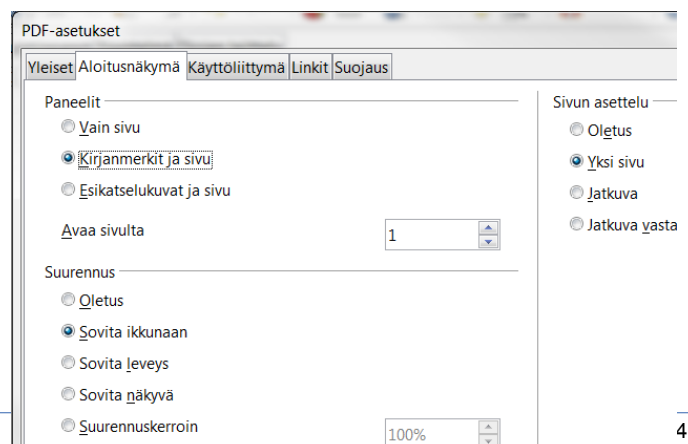 PDF-asetukset
Yleiset Aloitusnäkymä Käyttöliittymä Linkit Suojaus
Paneelit
Vain sivu
Kirjanmerkit ja sivu
Esikatselukuvat ja sivu
Avaa sivulta 1
Suurennus
Oletus
Sovita ikkunaan
Sovita leveys
Sovita näkyvä
Suurennuskerroin 100%
Sivun asettelu
Oletus
Yksi sivu
Jatkuva
Jatkuva vasta
4